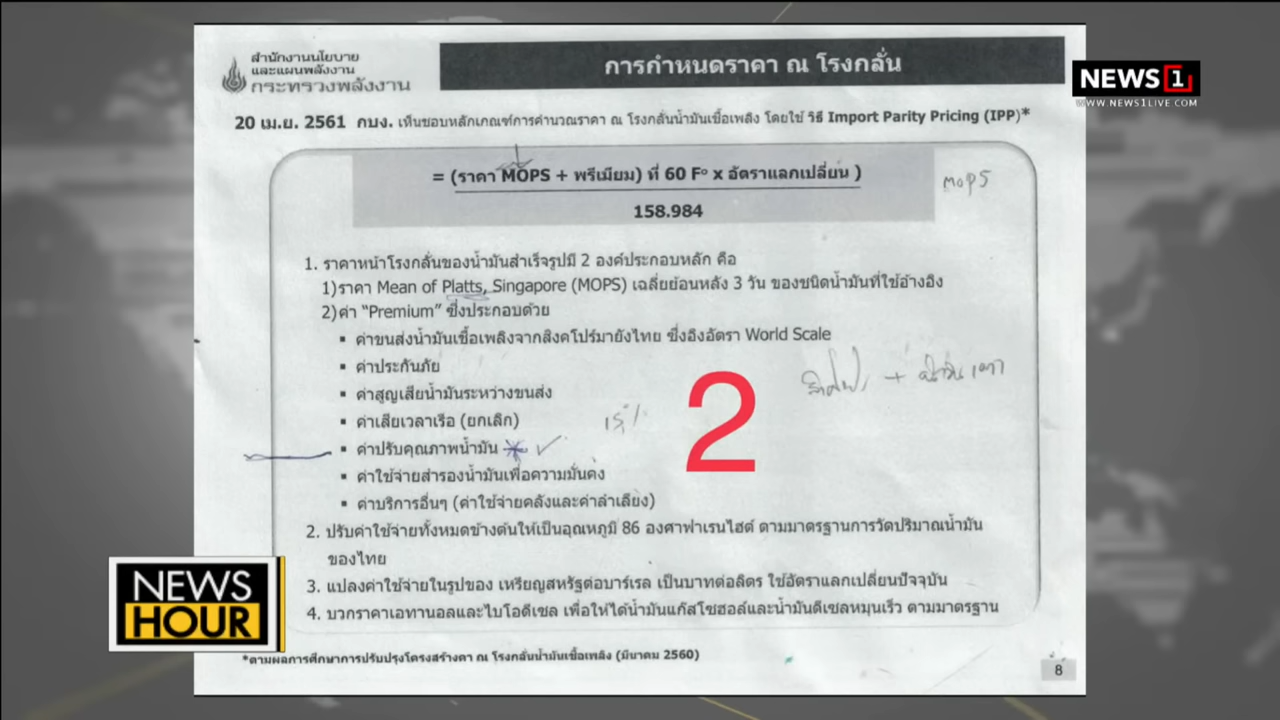 สำนักงานนโยบาย
และแผนพลังงาน
กระทรวงพลังงาน
การกำหนดราคา ณ โรงกลั่น
NEWS 1
WWW.NEWS1LIVE.COM
20 เม.ย. 2561 กบง. เห็นชอบหลักเกณฑ์การคำนวณราคา ณ โรงกลั่นน้ำมันเชื้อเพลิง โดยใช้ วิธี Import Parity Pricing (IPP)*
= (ราคา MOPS + พรีเมียม) ที่ 60 F° x อัตราแลกเปลี่ยน )
MOPS
158.984
1. ราคาหน้าโรงกลั่นของน้ำมันสำเร็จรูปมี 2 องค์ประกอบหลัก คือ
1)ราคา Mean of Platts, Singapore (MOPS) เฉลี่ยย้อนหลัง 3 วัน ของชนิดน้ำมันที่ใช้อ้างอิง
2)ค่า “Premium” ซึ่งประกอบด้วย
▪ ค่าขนส่งน้ำมันเชื้อเพลิงจากสิงคโปร์มายังไทย ซึ่งอิงอัตรา World Scale
▪ ค่าประกันภัย
▪ ค่าสูญเสียน้ำมันระหว่างขนส่ง
▪ ค่าเสียเวลาเรือ (ยกเลิก)
▪ ค่าปรับคุณภาพน้ำมัน
▪ ค่าใช้จ่ายสำรองน้ำมันเพื่อความมั่นคง
▪ ค่าบริการอื่นๆ (ค่าใช้จ่ายคลังและค่าลำเลียง)
2
2. ปรับค่าใช้จ่ายทั้งหมดข้างต้นให้เป็นอุณหภูมิ 86 องศาฟาเรนไฮต์ ตามมาตรฐานการวัดปริมาณน้ำมัน
ของไทย
3. แปลงค่าใช้จ่ายในรูปของ เหรียญสหรัฐต่อบาร์เรล เป็นบาทต่อลิตร ใช้อัตราแลกเปลี่ยนปัจจุบัน
4. บวกราคาเอทานอลและไบโอดีเซล เพื่อให้ได้น้ำมันแก๊สโซฮอล์และน้ำมันดีเซลหมุนเร็ว ตามมาตรฐาน
NEWS
HOUR
*ตามผลการศึกษาการปรับปรุงโครงสร้างตา ณ โรงกลั่นน้ำมันเชื้อเพลิง (มีนาคม 2560)
8